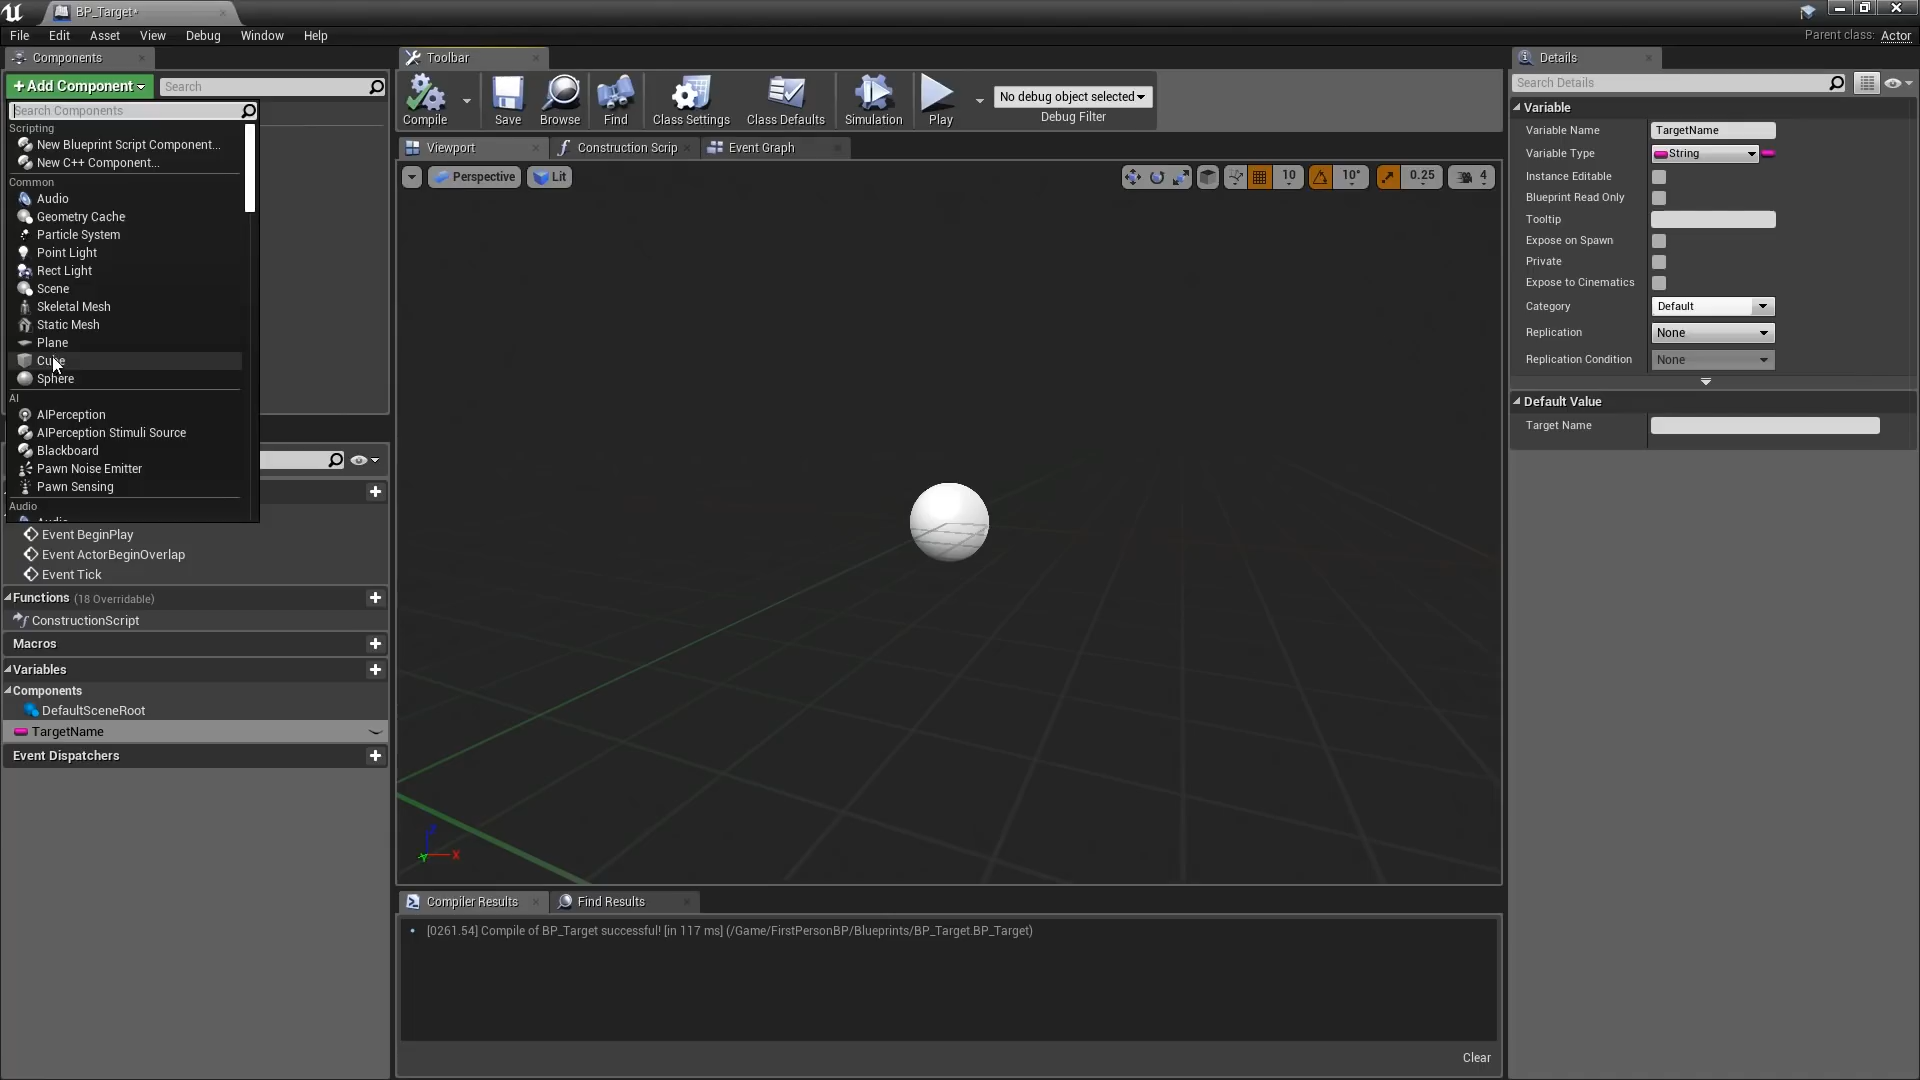 BP_Target*
File Edit Asset View Debug Window Help
Parent class: Actor
Components
+Add Component
Search
Search Components
Scripting
New Blueprint Script Component...
New C++ Component...
Common
Audio
Geometry Cache
Particle System
Point Light
Rect Light
Scene
Skeletal Mesh
Static Mesh
Plane
Cube
Sphere
AI
AIPerception
AIPerception Stimuli Source
Blackboard
Pawn Noise Emitter
Pawn Sensing
Audio
Audio
Event BeginPlay
Event ActorBeginOverlap
Event Tick
Functions (18 Overridable)
ConstructionScript
Macros
Variables
Components
DefaultSceneRoot
TargetName
Event Dispatchers
Toolbar
Compile Save Browse Find Class Settings Class Defaults Simulation Play
No debug object selected
Debug Filter
Viewport Construction Scrip Event Graph
Perspective Lit
10 10° 0.25 4
Z
Y X
Compiler Results Find Results
[0261.54] Compile of BP_Target successful! [in 117 ms] (/Game/FirstPersonBP/Blueprints/BP_Target.BP_Target)
Clear
Details
Search Details
Variable
Variable Name TargetName
Variable Type String
Instance Editable
Blueprint Read Only
Tooltip
Expose on Spawn
Private
Expose to Cinematics
Category Default
Replication None
Replication Condition None
Default Value
Target Name